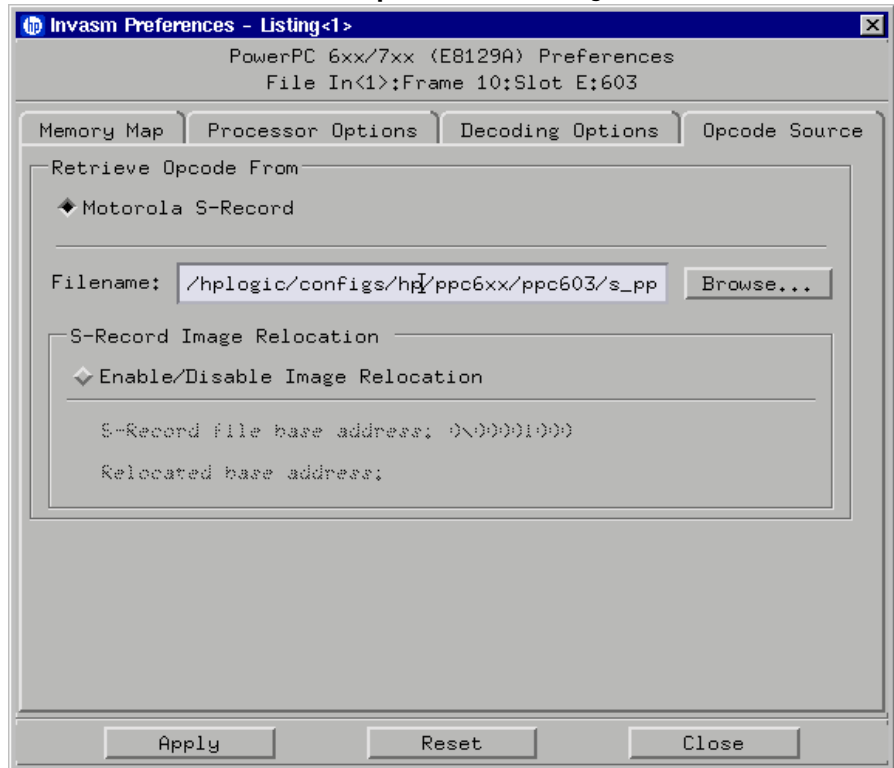 hp Invasm Preferences - Listing<1>
PowerPC 6xx/7xx (E8129A) Preferences
File In<1>:Frame 10:Slot E:603
Memory Map Processor Options Decoding Options Opcode Source
Retrieve Opcode From
Motorola S-Record
Filename: /hplogic/configs/hp/ppc6xx/ppc603/s_pp Browse...
S-Record Image Relocation
Enable/Disable Image Relocation
S-Record file base address: 0x00001000
Relocated base address:
Apply Reset Close